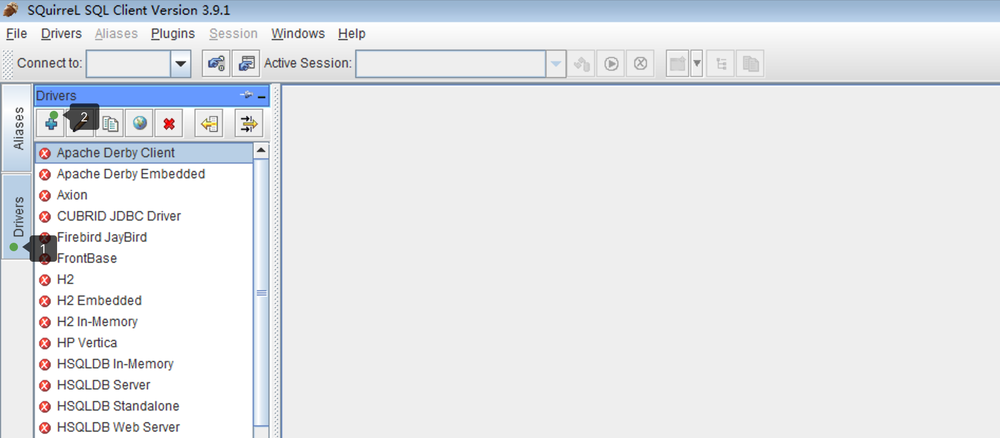 SQuirreL SQL Client Version 3.9.1
File Drivers Aliases Plugins Session Windows Help
Connect to: Active Session:
Aliases
Drivers
Drivers
2
1
Apache Derby Client
Apache Derby Embedded
Axion
CUBRID JDBC Driver
Firebird JayBird
FrontBase
H2
H2 Embedded
H2 In-Memory
HP Vertica
HSQLDB In-Memory
HSQLDB Server
HSQLDB Standalone
HSQLDB Web Server